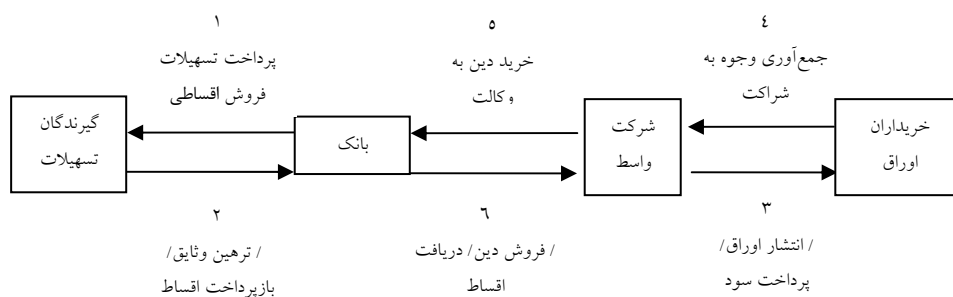 ۱
پرداخت تسهیلات
فروش اقساطی
۵
خرید دین به
وکالت
٤
جمع‌آوری وجوه به
شراکت
گیرندگان
تسهیلات
بانک
شرکت
واسط
خریداران
اوراق
۲
/ ترهین وثایق/
بازپرداخت اقساط
٦
/ فروش دین/ دریافت
اقساط
۳
/ انتشار اوراق/
پرداخت سود